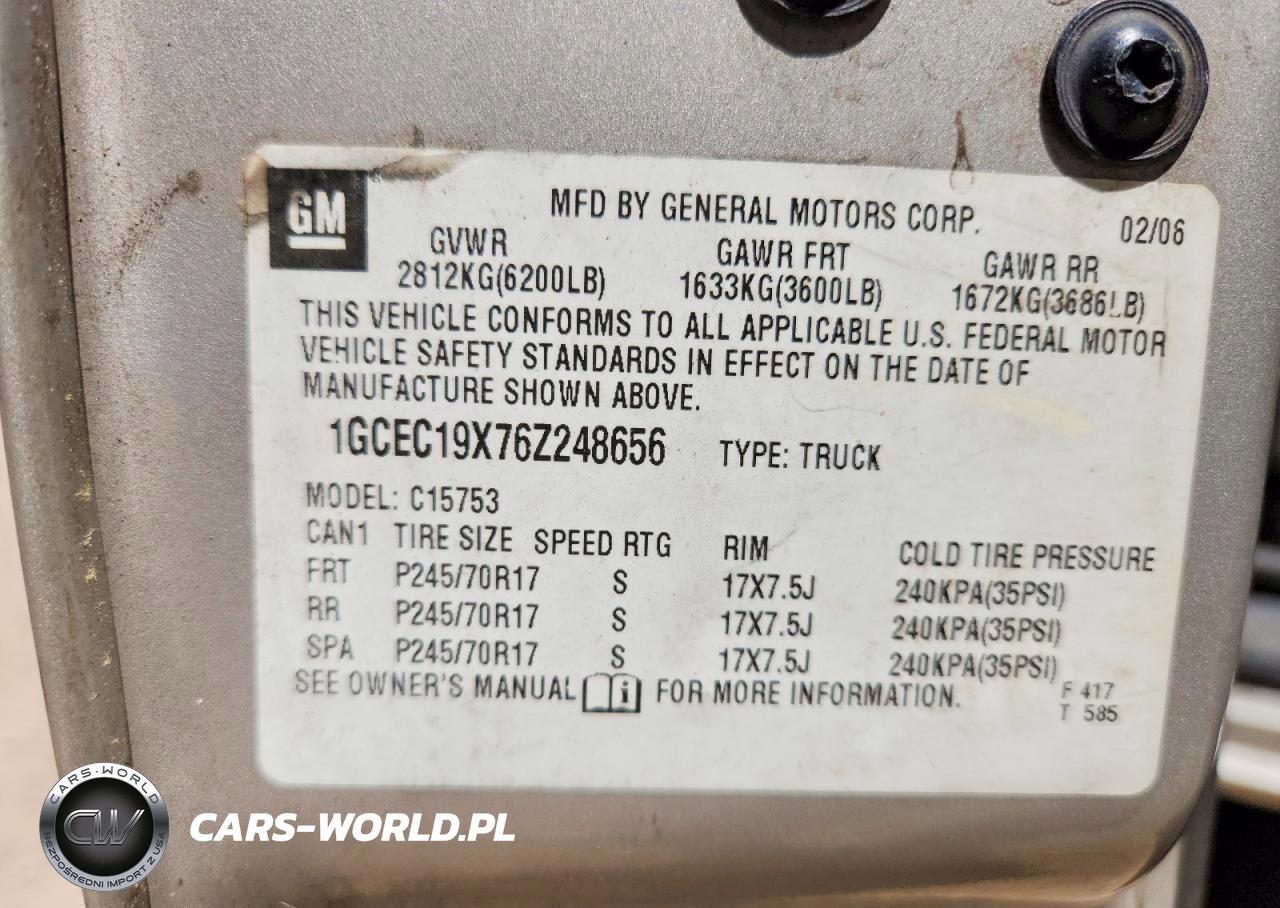 GM
MFD BY GENERAL MOTORS CORP. 02/06
GVWR GAWR FRT GAWR RR
2812KG(6200LB) 1633KG(3600LB) 1672KG(3686LB)
THIS VEHICLE CONFORMS TO ALL APPLICABLE U.S. FEDERAL MOTOR
VEHICLE SAFETY STANDARDS IN EFFECT ON THE DATE OF
MANUFACTURE SHOWN ABOVE.
1GCEC19X76Z248656 TYPE: TRUCK
MODEL: C15753
CAN1 TIRE SIZE SPEED RTG RIM COLD TIRE PRESSURE
FRT P245/70R17 S 17X7.5J 240KPA(35PSI)
RR P245/70R17 S 17X7.5J 240KPA(35PSI)
SPA P245/70R17 S 17X7.5J 240KPA(35PSI)
SEE OWNER'S MANUAL i FOR MORE INFORMATION.
F 417
T 585
CARS-WORLD
CW
BEZPOŚREDNI IMPORT Z USA
CARS-WORLD.PL